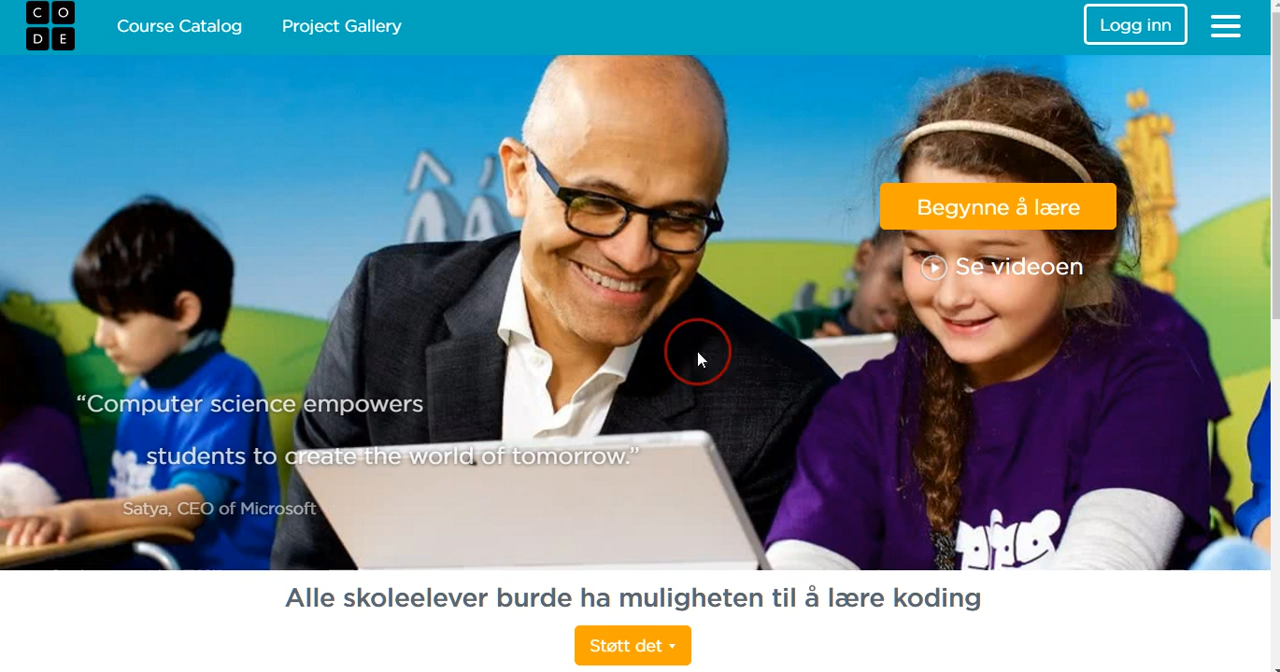 CODE
Course Catalog
Project Gallery
Logg inn
Begynne å lære
Se videoen
“Computer science empowers
students to create the world of tomorrow.”
Satya, CEO of Microsoft
Alle skoleelever burde ha muligheten til å lære koding
Støtt det